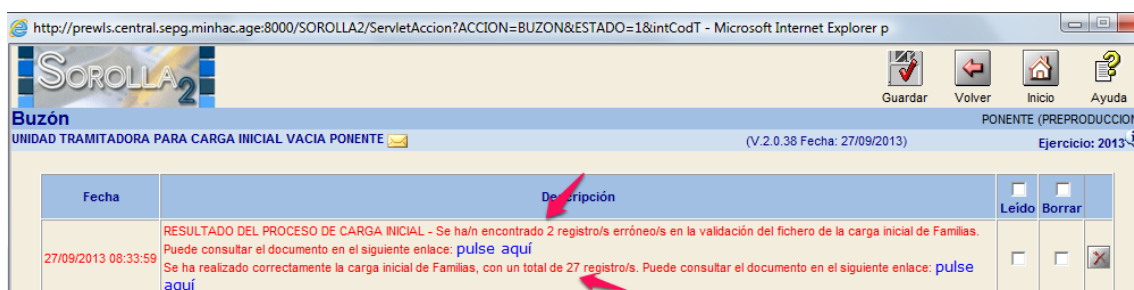 http://prewls.central.sepg.minhac.age:8000/SOROLLA2/ServletAccion?ACCION=BUZON&ESTADO=1&intCodT - Microsoft Internet Explorer p
SOROLLA2
Guardar Volver Inicio Ayuda
Buzón PONENTE (PREPRODUCCION
UNIDAD TRAMITADORA PARA CARGA INICIAL VACIA PONENTE (V.2.0.38 Fecha: 27/09/2013) Ejercicio: 2013
Fecha Descripción Leído Borrar
RESULTADO DEL PROCESO DE CARGA INICIAL - Se ha/n encontrado 2 registro/s erróneo/s en la validación del fichero de la carga inicial de Familias.
Puede consultar el documento en el siguiente enlace: pulse aquí
27/09/2013 08:33:59
Se ha realizado correctamente la carga inicial de Familias, con un total de 27 registro/s. Puede consultar el documento en el siguiente enlace: pulse
aquí